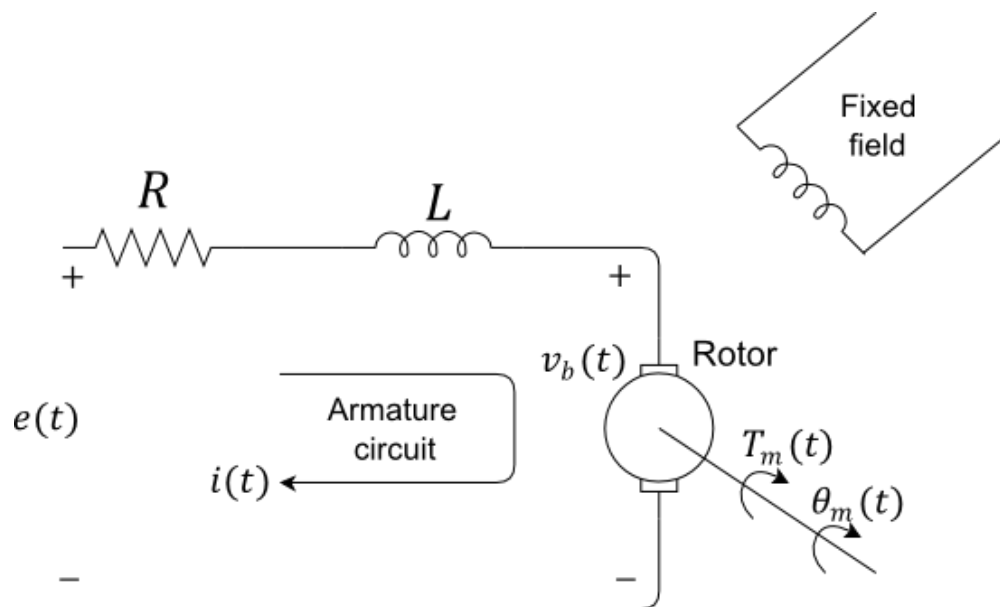 Fixed
field
R
L
+
+
v_b(t)
Rotor
e(t)
Armature
circuit
i(t)
T_m(t)
θ_m(t)
−
−